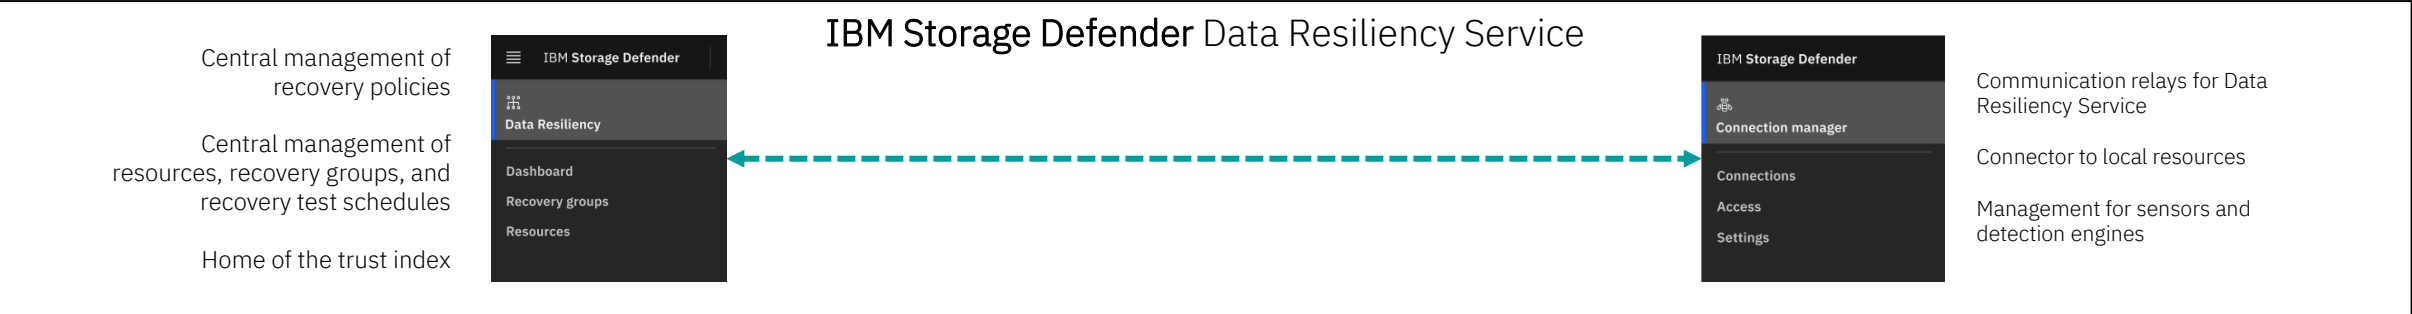 IBM Storage Defender Data Resiliency Service
Central management of
recovery policies
Central management of
resources, recovery groups, and
recovery test schedules
Home of the trust index
IBM Storage Defender
Data Resiliency
Dashboard
Recovery groups
Resources
IBM Storage Defender
Connection manager
Connections
Access
Settings
Communication relays for Data
Resiliency Service
Connector to local resources
Management for sensors and
detection engines